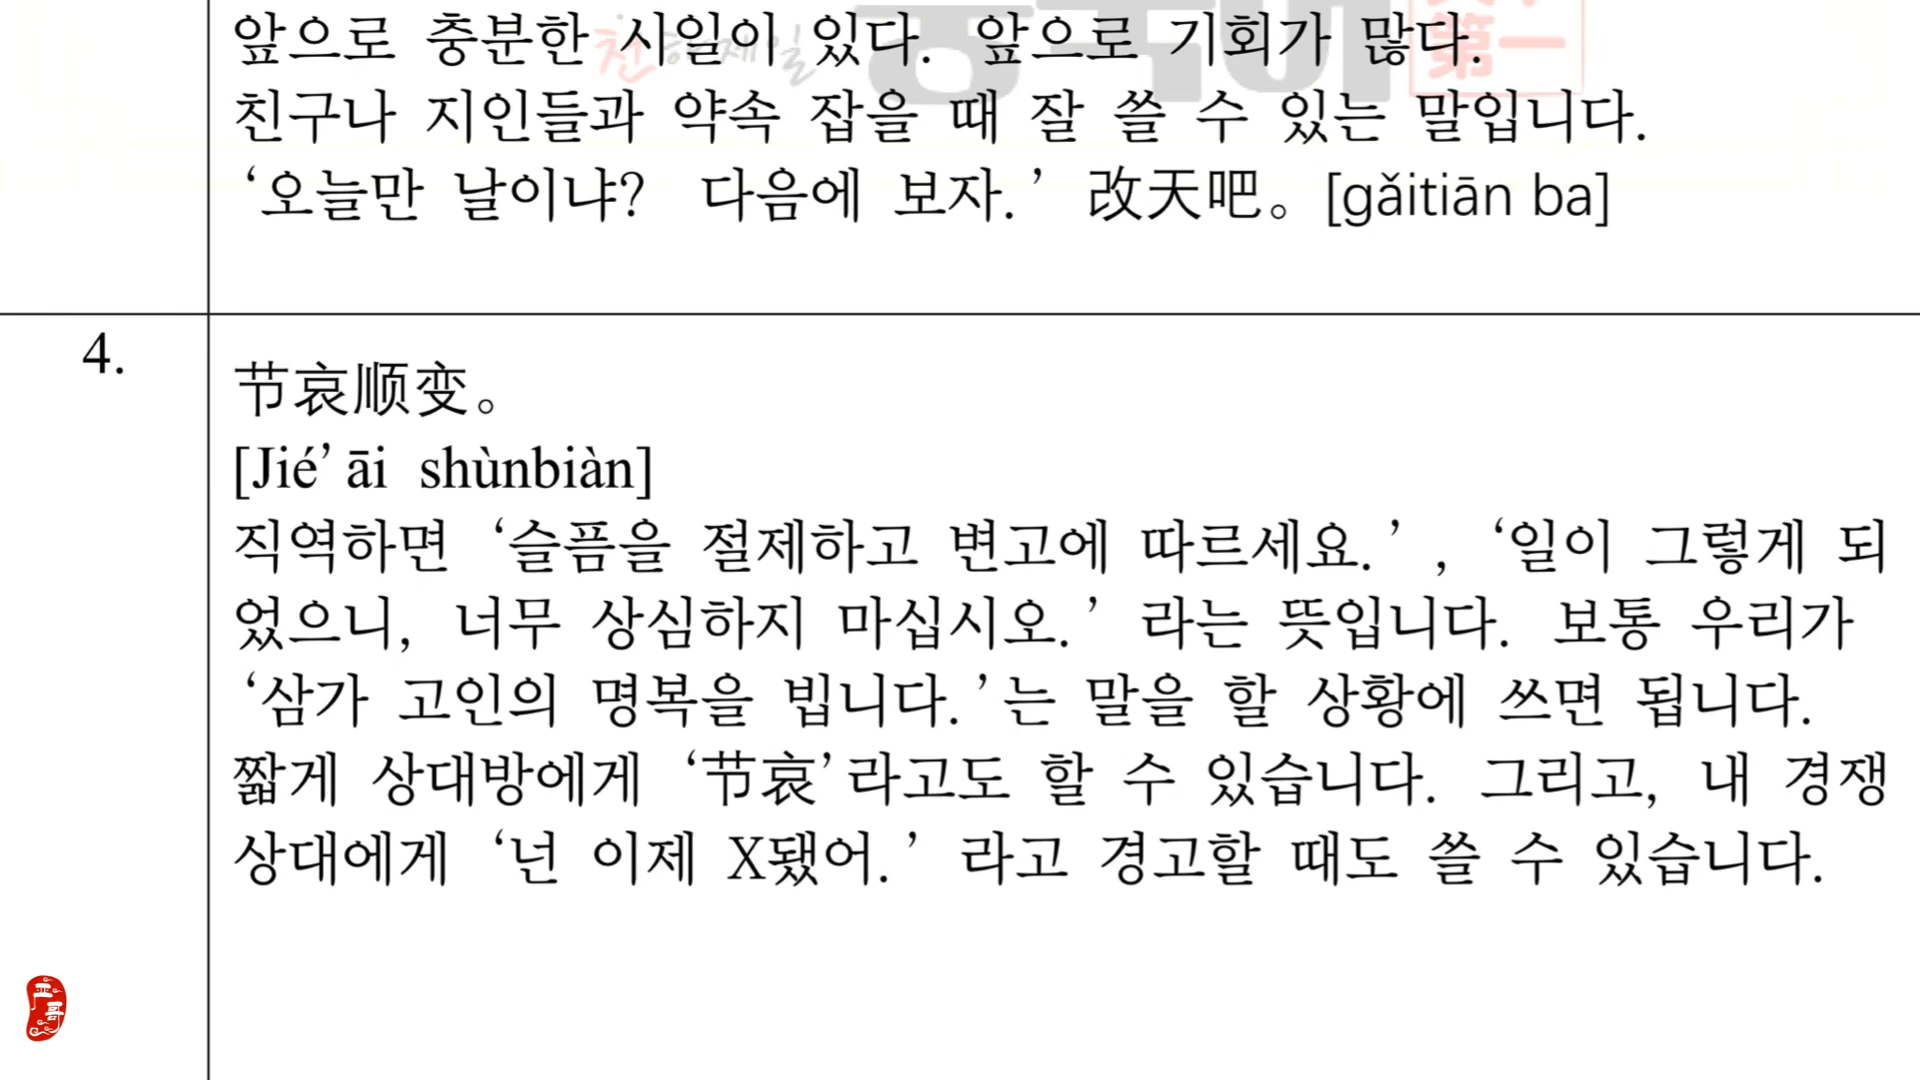 앞으로 충분한 시일이 있다. 앞으로 기회가 많다.
친구나 지인들과 약속 잡을 때 잘 쓸 수 있는 말입니다.
‘오늘만 날이냐? 다음에 보자.’ 改天吧。[gǎitiān ba]
4.
节哀顺变。
[Jié’āi shùnbiàn]
직역하면 ‘슬픔을 절제하고 변고에 따르세요.’, ‘일이 그렇게 되
었으니, 너무 상심하지 마십시오.’ 라는 뜻입니다. 보통 우리가
‘삼가 고인의 명복을 빕니다.’는 말을 할 상황에 쓰면 됩니다.
짧게 상대방에게 ‘节哀’라고도 할 수 있습니다. 그리고, 내 경쟁
상대에게 ‘넌 이제 X됐어.’ 라고 경고할 때도 쓸 수 있습니다.